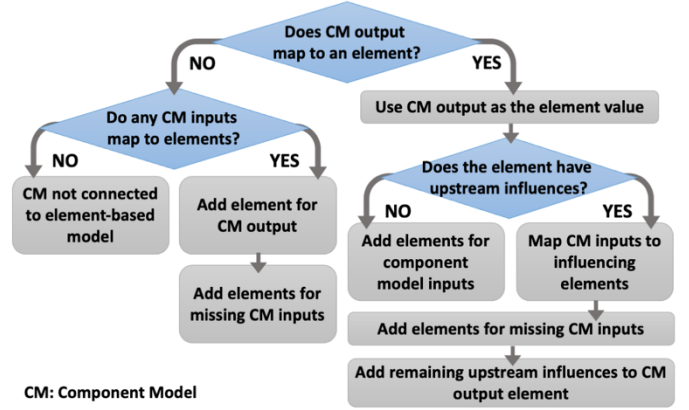 Does CM output
map to an element?
NO
YES
Do any CM inputs
map to elements?
Use CM output as the element value
NO
YES
Does the element have
upstream influences?
CM not connected
to element-based
model
Add element for
CM output
NO
YES
Add elements for
component
model inputs
Map CM inputs to
influencing
elements
Add elements for
missing CM inputs
Add elements for missing CM inputs
Add remaining upstream influences to CM
output element
CM: Component Model